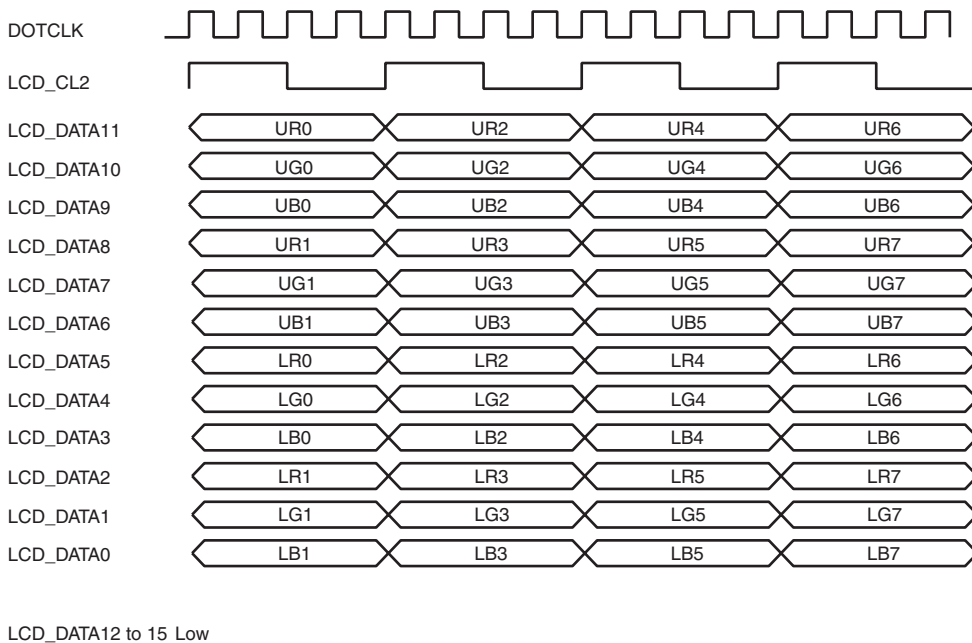 DOTCLK
LCD_CL2
LCD_DATA11 UR0 UR2 UR4 UR6
LCD_DATA10 UG0 UG2 UG4 UG6
LCD_DATA9 UB0 UB2 UB4 UB6
LCD_DATA8 UR1 UR3 UR5 UR7
LCD_DATA7 UG1 UG3 UG5 UG7
LCD_DATA6 UB1 UB3 UB5 UB7
LCD_DATA5 LR0 LR2 LR4 LR6
LCD_DATA4 LG0 LG2 LG4 LG6
LCD_DATA3 LB0 LB2 LB4 LB6
LCD_DATA2 LR1 LR3 LR5 LR7
LCD_DATA1 LG1 LG3 LG5 LG7
LCD_DATA0 LB1 LB3 LB5 LB7
LCD_DATA12 to 15 Low